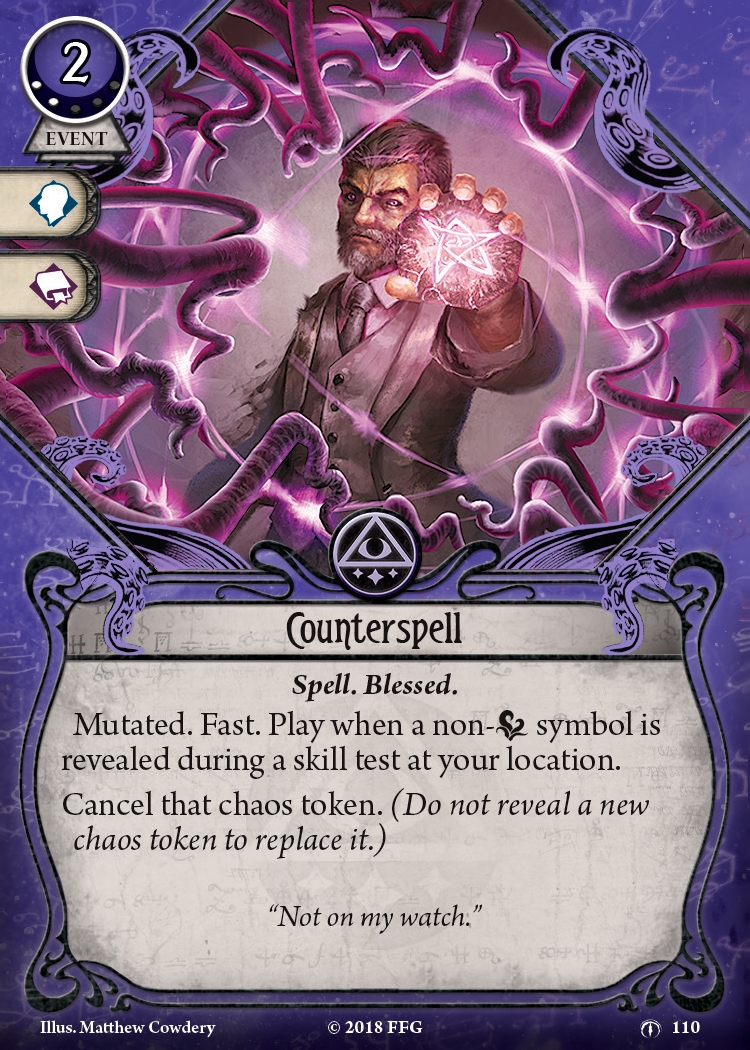 2
EVENT
Counterspell
Spell. Blessed.
Mutated. Fast. Play when a non- symbol is
revealed during a skill test at your location.
Cancel that chaos token. (Do not reveal a new
chaos token to replace it.)
“Not on my watch.”
Illus. Matthew Cowdery
© 2018 FFG
110